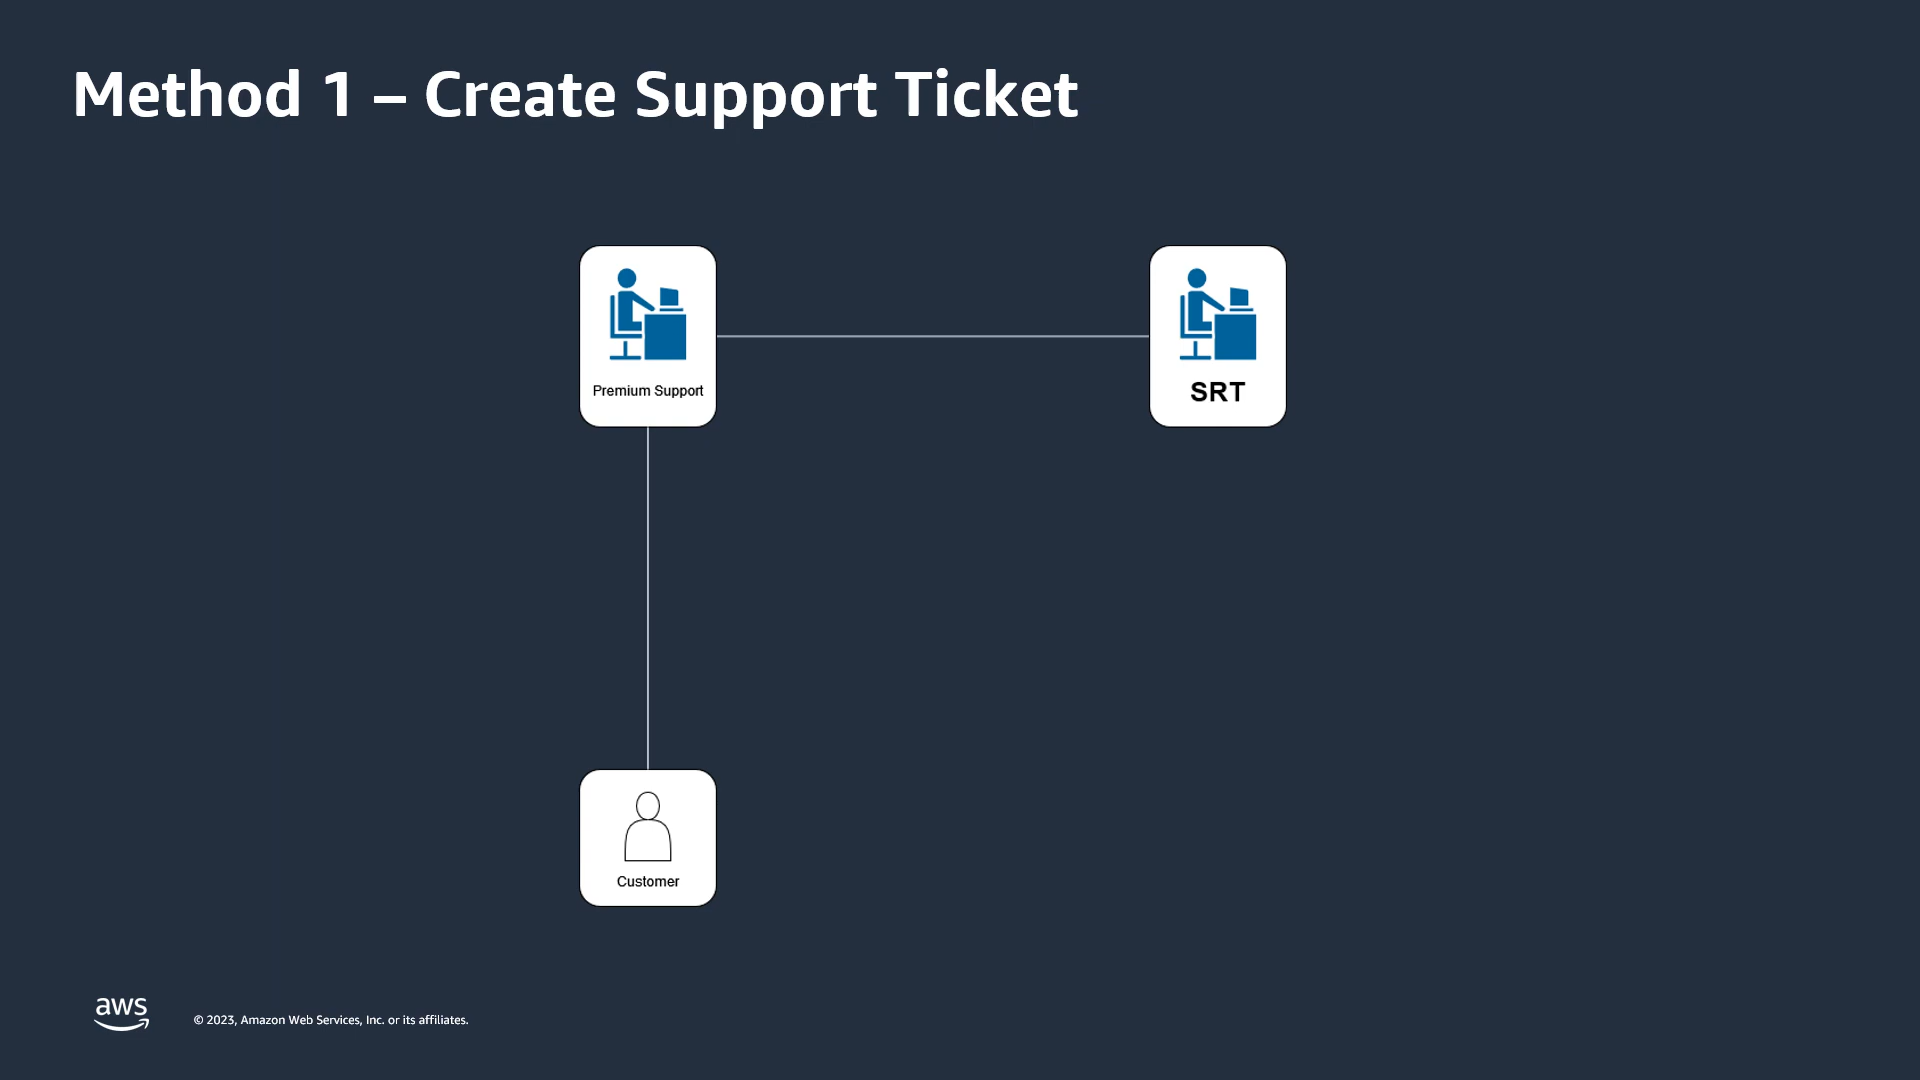 Method 1 – Create Support Ticket
Premium Support
SRT
Customer
aws
© 2023, Amazon Web Services, Inc. or its affiliates.